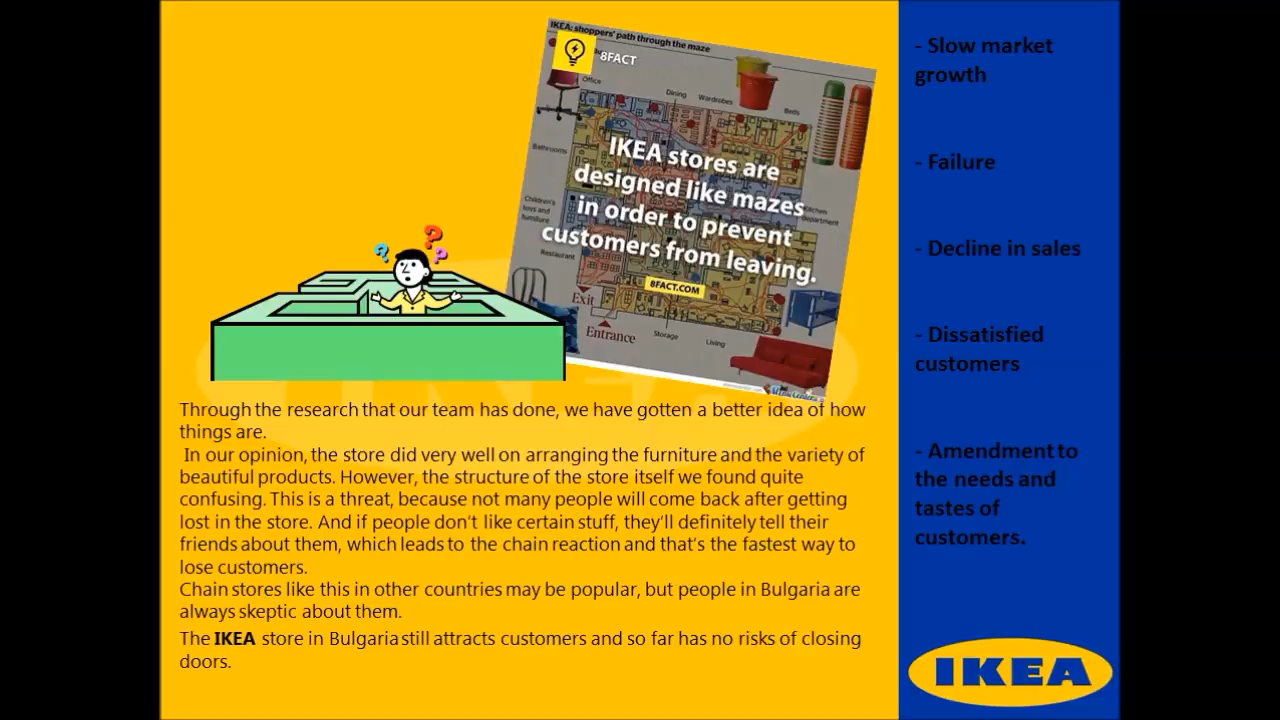 IKEA: shoppers' path through the maze
8FACT
Office
Dining
Wardrobes
Beds
Bathrooms
IKEA stores are
designed like mazes
in order to prevent
customers from leaving.
Children's
toys and
furniture
Kitchen
department
Restaurant
8FACT.COM
Exit
Entrance
Storage
Living
Through the research that our team has done, we have gotten a better idea of how
things are.
In our opinion, the store did very well on arranging the furniture and the variety of
beautiful products. However, the structure of the store itself we found quite
confusing. This is a threat, because not many people will come back after getting
lost in the store. And if people don't like certain stuff, they'll definitely tell their
friends about them, which leads to the chain reaction and that's the fastest way to
lose customers.
Chain stores like this in other countries may be popular, but people in Bulgaria are
always skeptic about them.
The IKEA store in Bulgaria still attracts customers and so far has no risks of closing
doors.
- Slow market
growth
- Failure
- Decline in sales
- Dissatisfied
customers
- Amendment to
the needs and
tastes of
customers.
IKEA